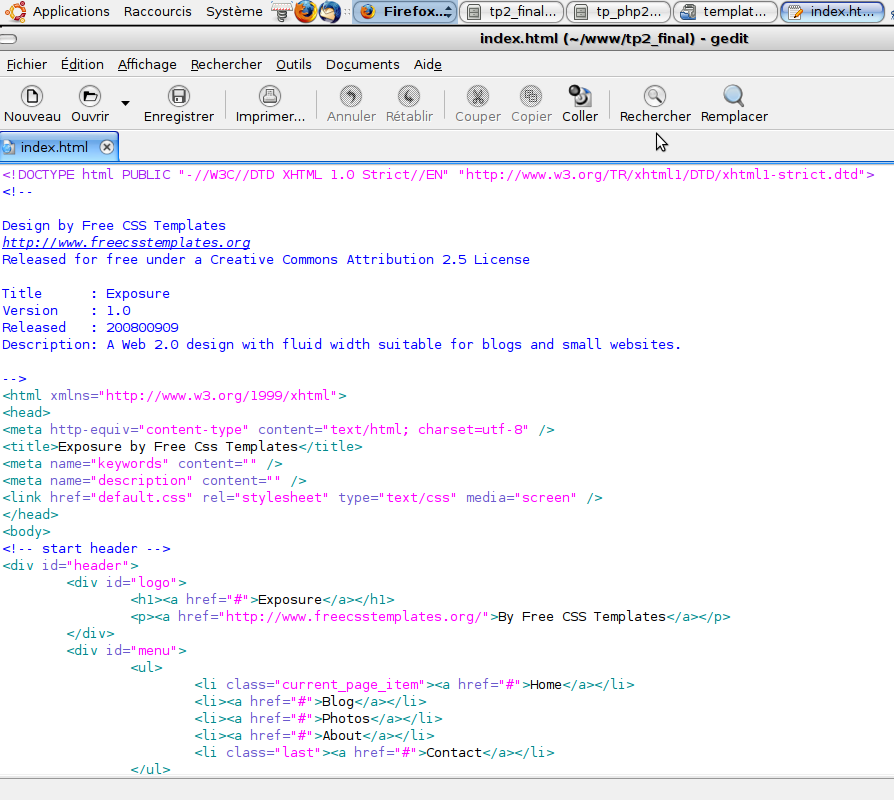 Applications Raccourcis Système Firefox... tp2_final... tp_php2... templat... index.ht...
index.html (~/www/tp2_final) - gedit
Fichier Édition Affichage Rechercher Outils Documents Aide
Nouveau Ouvrir Enregistrer Imprimer... Annuler Rétablir Couper Copier Coller Rechercher Remplacer
index.html
<!DOCTYPE html PUBLIC "-//W3C//DTD XHTML 1.0 Strict//EN" "http://www.w3.org/TR/xhtml1/DTD/xhtml1-strict.dtd">
<!--
Design by Free CSS Templates
http://www.freecsstemplates.org
Released for free under a Creative Commons Attribution 2.5 License
Title      : Exposure
Version    : 1.0
Released   : 200800909
Description: A Web 2.0 design with fluid width suitable for blogs and small websites.
-->
<html xmlns="http://www.w3.org/1999/xhtml">
<head>
<meta http-equiv="content-type" content="text/html; charset=utf-8" />
<title>Exposure by Free Css Templates</title>
<meta name="keywords" content="" />
<meta name="description" content="" />
<link href="default.css" rel="stylesheet" type="text/css" media="screen" />
</head>
<body>
<!-- start header -->
<div id="header">
        <div id="logo">
                <h1><a href="#">Exposure</a></h1>
                <p><a href="http://www.freecsstemplates.org/">By Free CSS Templates</a></p>
        </div>
        <div id="menu">
                <ul>
                        <li class="current_page_item"><a href="#">Home</a></li>
                        <li><a href="#">Blog</a></li>
                        <li><a href="#">Photos</a></li>
                        <li><a href="#">About</a></li>
                        <li class="last"><a href="#">Contact</a></li>
                </ul>